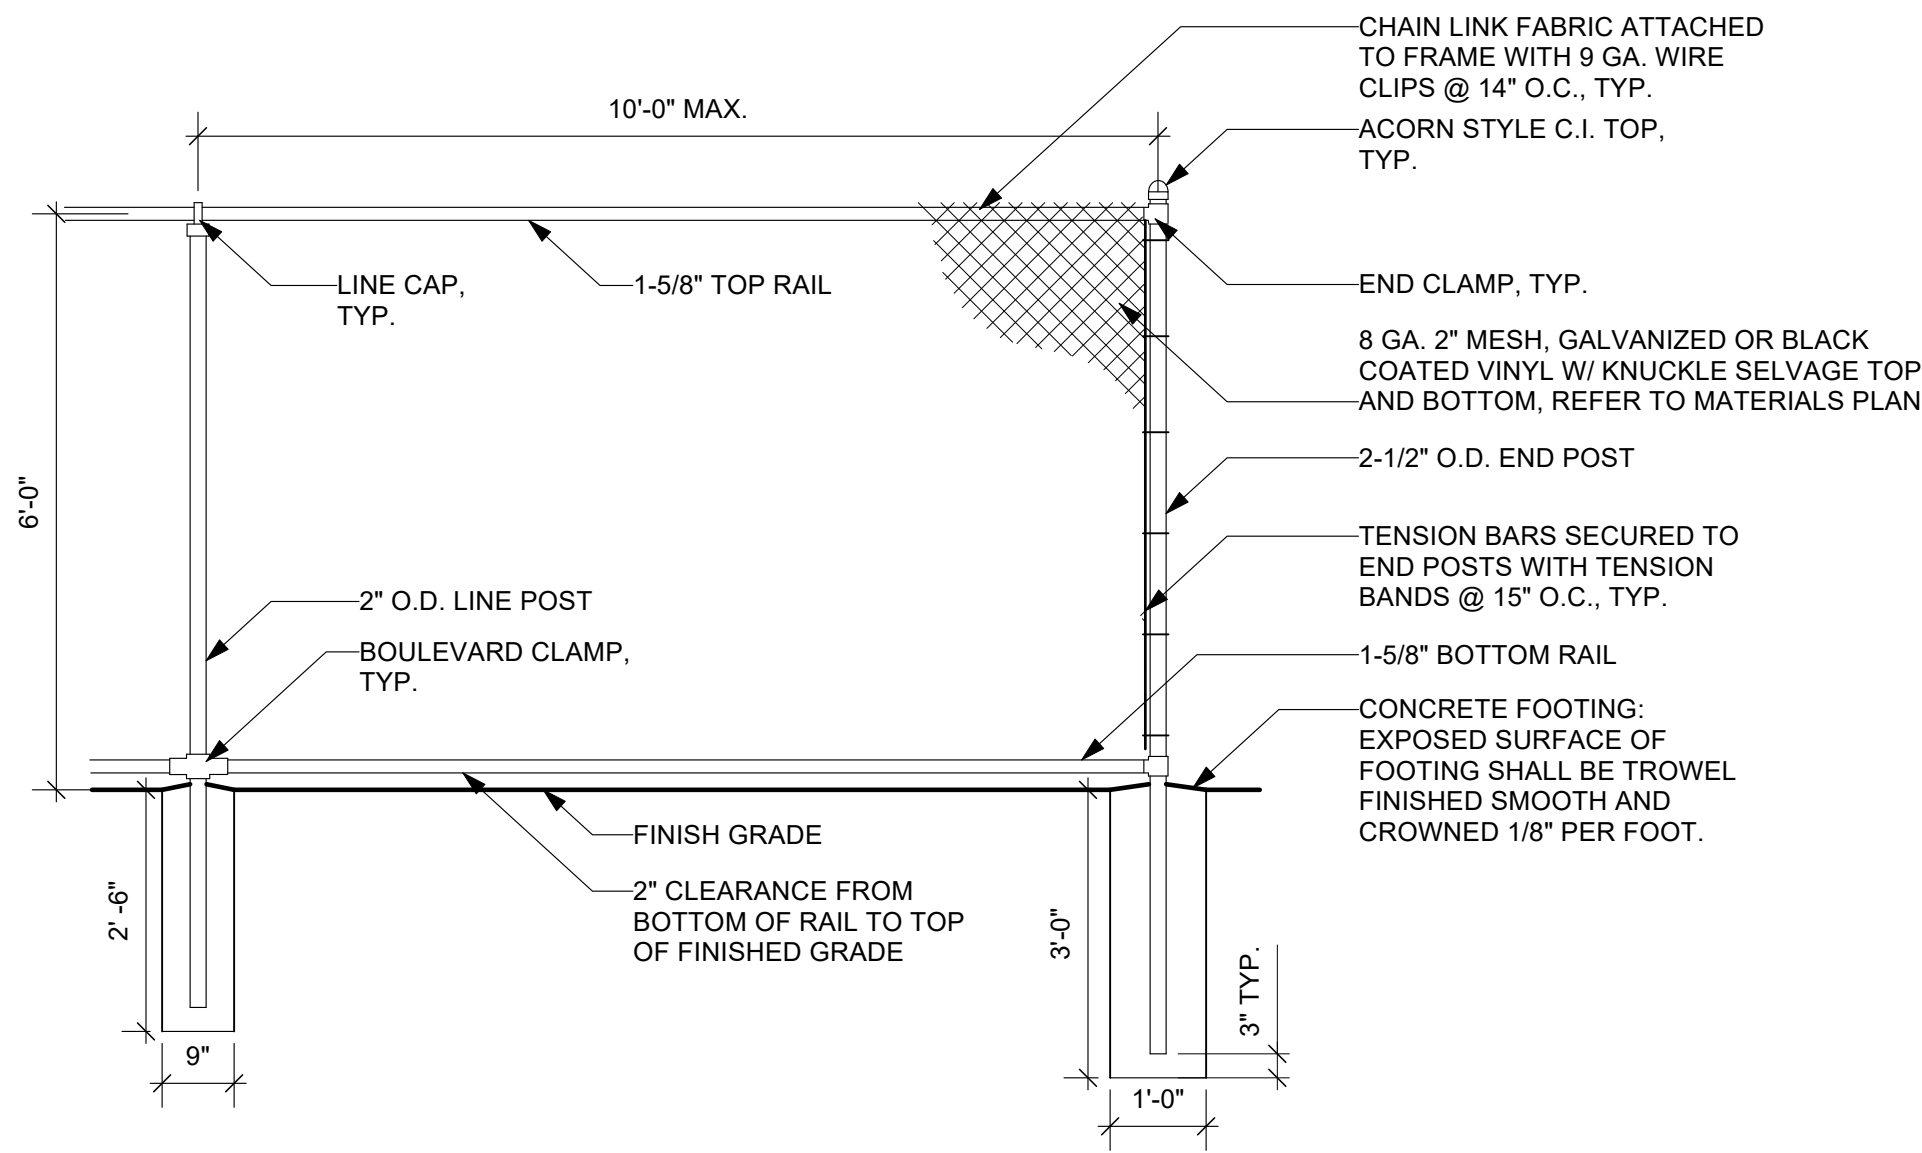 CHAIN LINK FABRIC ATTACHED
TO FRAME WITH 9 GA. WIRE
CLIPS @ 14" O.C., TYP.
10'-0" MAX.
ACORN STYLE C.I. TOP,
TYP.
LINE CAP,
TYP.
1-5/8" TOP RAIL
END CLAMP, TYP.
8 GA. 2" MESH, GALVANIZED OR BLACK
COATED VINYL W/ KNUCKLE SELVAGE TOP
AND BOTTOM, REFER TO MATERIALS PLAN
2-1/2" O.D. END POST
6'-0"
TENSION BARS SECURED TO
END POSTS WITH TENSION
BANDS @ 15" O.C., TYP.
2" O.D. LINE POST
BOULEVARD CLAMP,
TYP.
1-5/8" BOTTOM RAIL
CONCRETE FOOTING:
EXPOSED SURFACE OF
FOOTING SHALL BE TROWEL
FINISHED SMOOTH AND
CROWNED 1/8" PER FOOT.
FINISH GRADE
2" CLEARANCE FROM
BOTTOM OF RAIL TO TOP
OF FINISHED GRADE
2' -6"
3'-0"
3" TYP.
9"
1'-0"